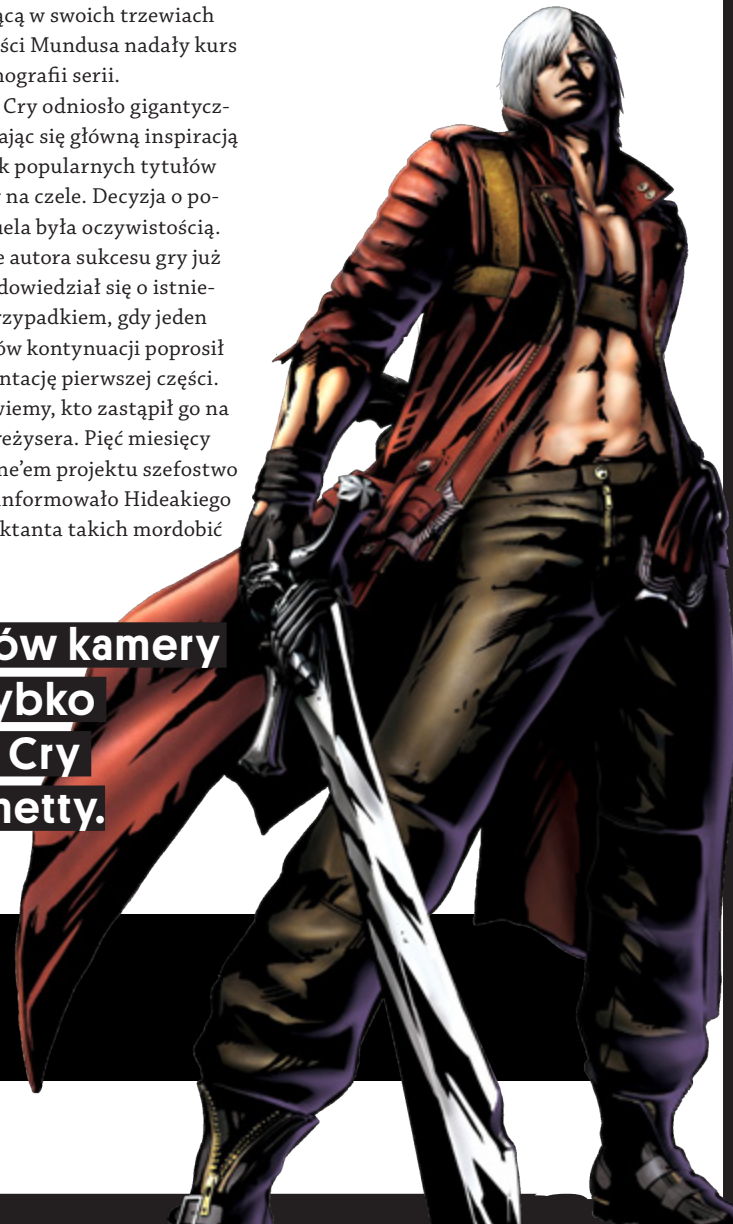 ącą w swoich trzewiach
ści Mundusa nadały kurs
nografii serii.
Cry odniosło gigantycz-
ając się główną inspiracją
k popularnych tytułów
na czele. Decyzja o po-
uela była oczywistością.
e autora sukcesu gry już
dowiedział się o istnie-
rzypadkiem, gdy jeden
ów kontynuacji poprosił
entację pierwszej części.
wiemy, kto zastąpił go na
reżysera. Pięć miesięcy
ne’em projektu szefostwo
informowało Hideakiego
ktanta takich mordobić
ów kamery
ybko
Cry
netty.